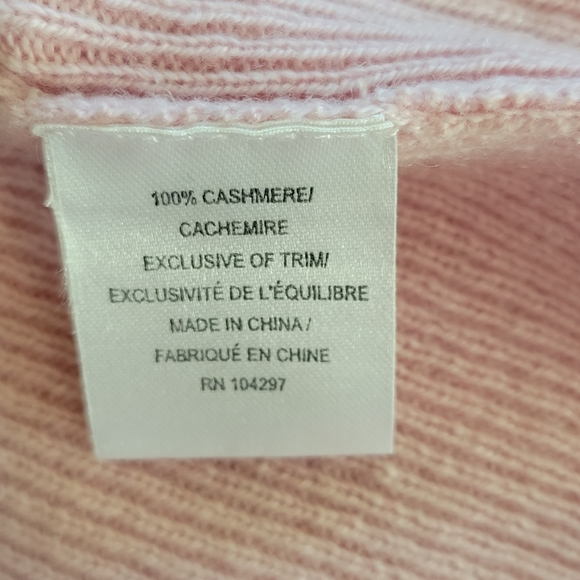 100% CASHMERE/
CACHEMIRE
EXCLUSIVE OF TRIM/
EXCLUSIVITÉ DE L'ÉQUILIBRE
MADE IN CHINA/
FABRIQUÉ EN CHINE
RN 104297